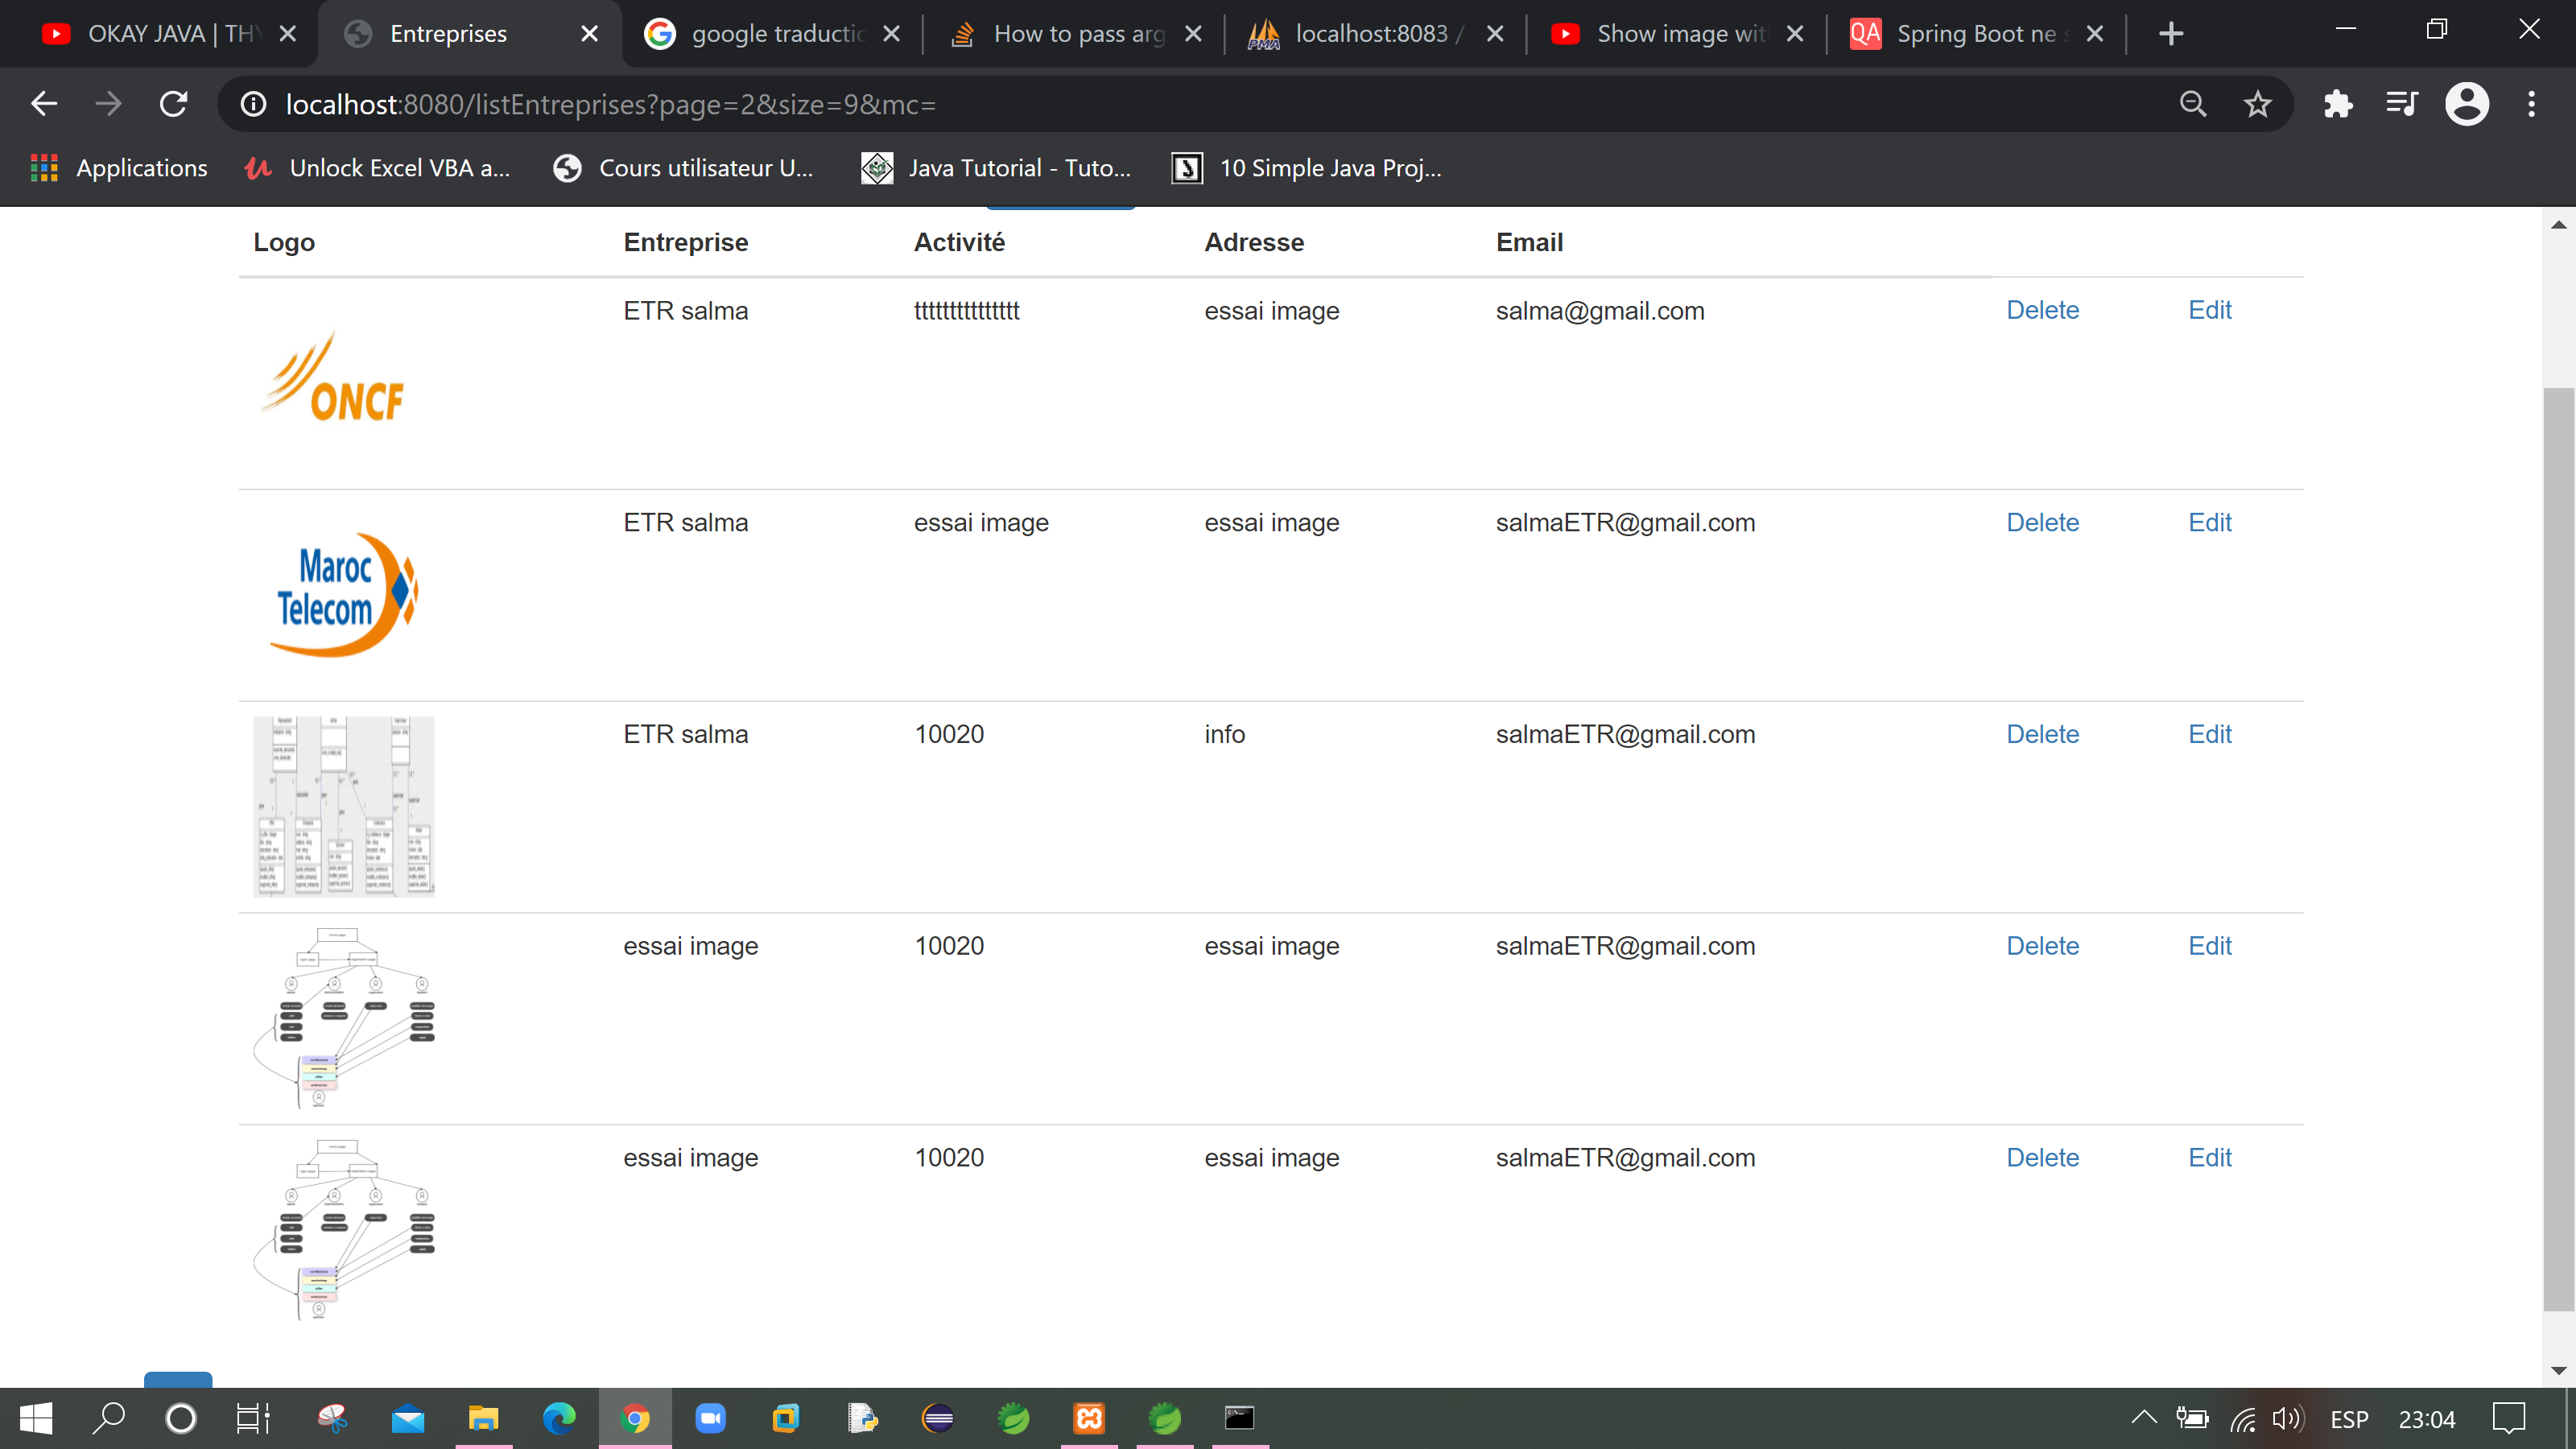 OKAY JAVA | TH
Entreprises
google traductic
How to pass arg
localhost:8083 /
Show image wit
Spring Boot ne s
localhost:8080/listEntreprises?page=2&size=9&mc=
Applications
Unlock Excel VBA a...
Cours utilisateur U...
Java Tutorial - Tuto...
10 Simple Java Proj...
Logo Entreprise Activité Adresse Email
ONCF
ETR salma ttttttttttttttt essai image salma@gmail.com Delete Edit
Maroc
Telecom
ETR salma essai image essai image salmaETR@gmail.com Delete Edit
ETR salma 10020 info salmaETR@gmail.com Delete Edit
essai image 10020 essai image salmaETR@gmail.com Delete Edit
essai image 10020 essai image salmaETR@gmail.com Delete Edit
ESP 23:04